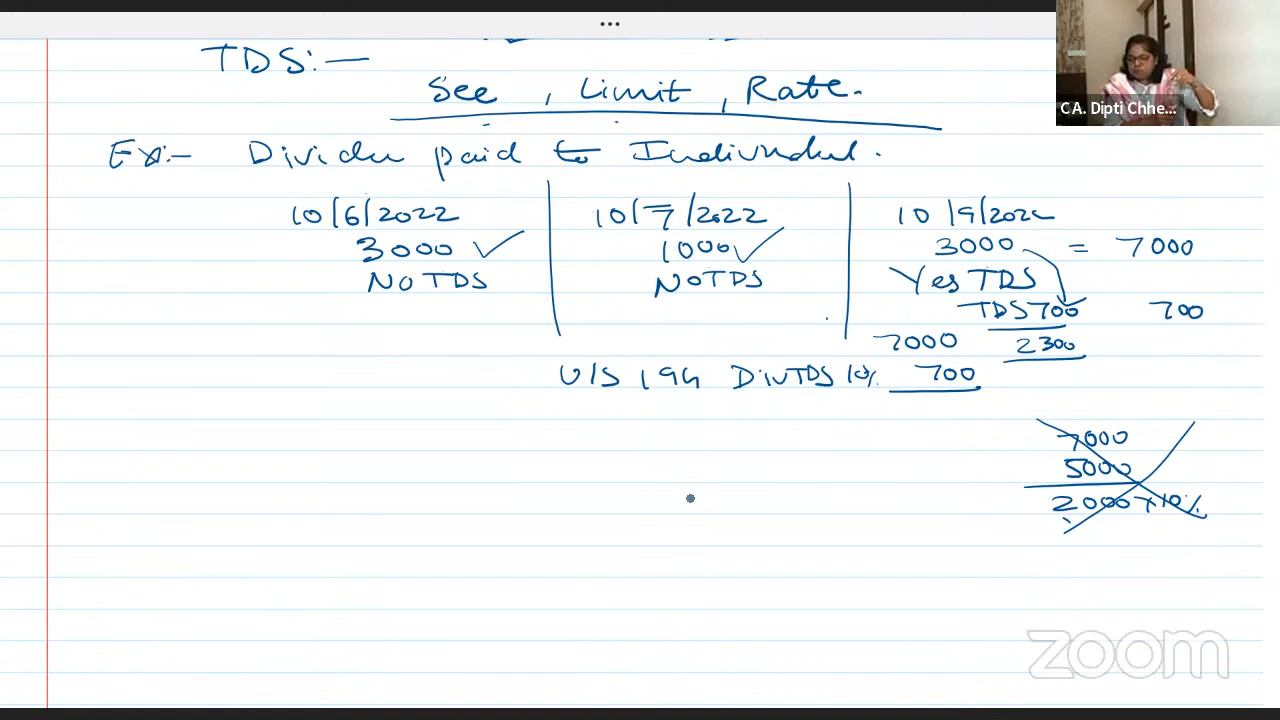 •••
TDS:—
See , Limit , Rate.
Ex:- Dividen paid to Individual.
10/6/2022
3000 ✓
NO TDS
10/7/2022
1000 ✓
NO TDS
10/9/2022
3000 = 7000
Yes TDS
TDS 700 700
7000 2300
U/S 194 Div TDS 10% 700
7000
5000
2000 x 10%
CA. Dipti Chhe...
zoom